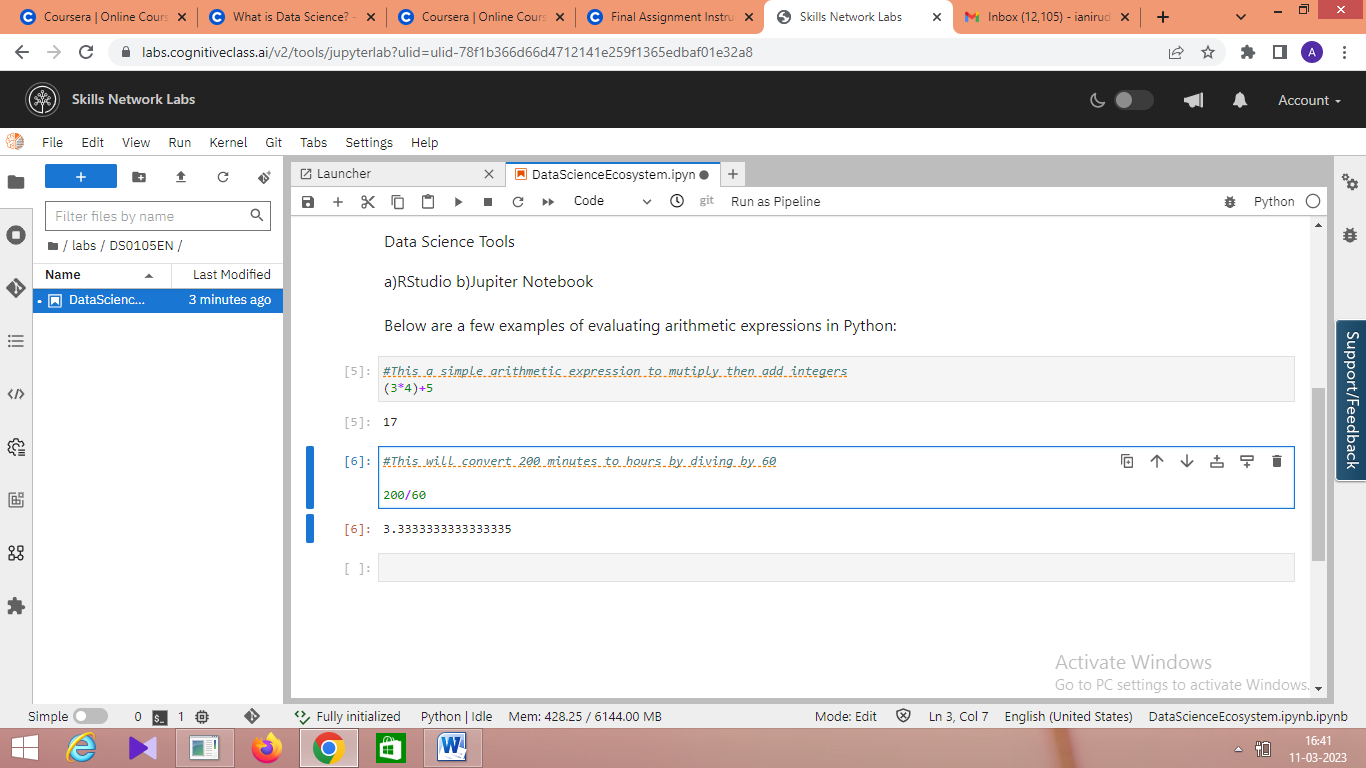 Coursera | Online Cours
What is Data Science? -
Coursera | Online Cours
Final Assignment Instru
Skills Network Labs
Inbox (12,105) - ianirud
labs.cognitiveclass.ai/v2/tools/jupyterlab?ulid=ulid-78f1b366d66d4712141e259f1365edbaf01e32a8
A
Skills Network Labs
Account
File Edit View Run Kernel Git Tabs Settings Help
Launcher
DataScienceEcosystem.ipyn
Code
git
Run as Pipeline
Python
Filter files by name
/ labs / DS0105EN /
Name
Last Modified
DataScienc...
3 minutes ago
Data Science Tools
a)RStudio b)Jupiter Notebook
Below are a few examples of evaluating arithmetic expressions in Python:
[5]: #This a simple arithmetic expression to mutiply then add integers
(3*4)+5
[5]: 17
[6]: #This will convert 200 minutes to hours by diving by 60
200/60
[6]: 3.3333333333333335
[ ]:
Support/Feedback
Activate Windows
Go to PC settings to activate Windows.
Simple
0
$_
1
Fully initialized
Python | Idle
Mem: 428.25 / 6144.00 MB
Mode: Edit
Ln 3, Col 7
English (United States)
DataScienceEcosystem.ipynb.ipynb
16:41
11-03-2023